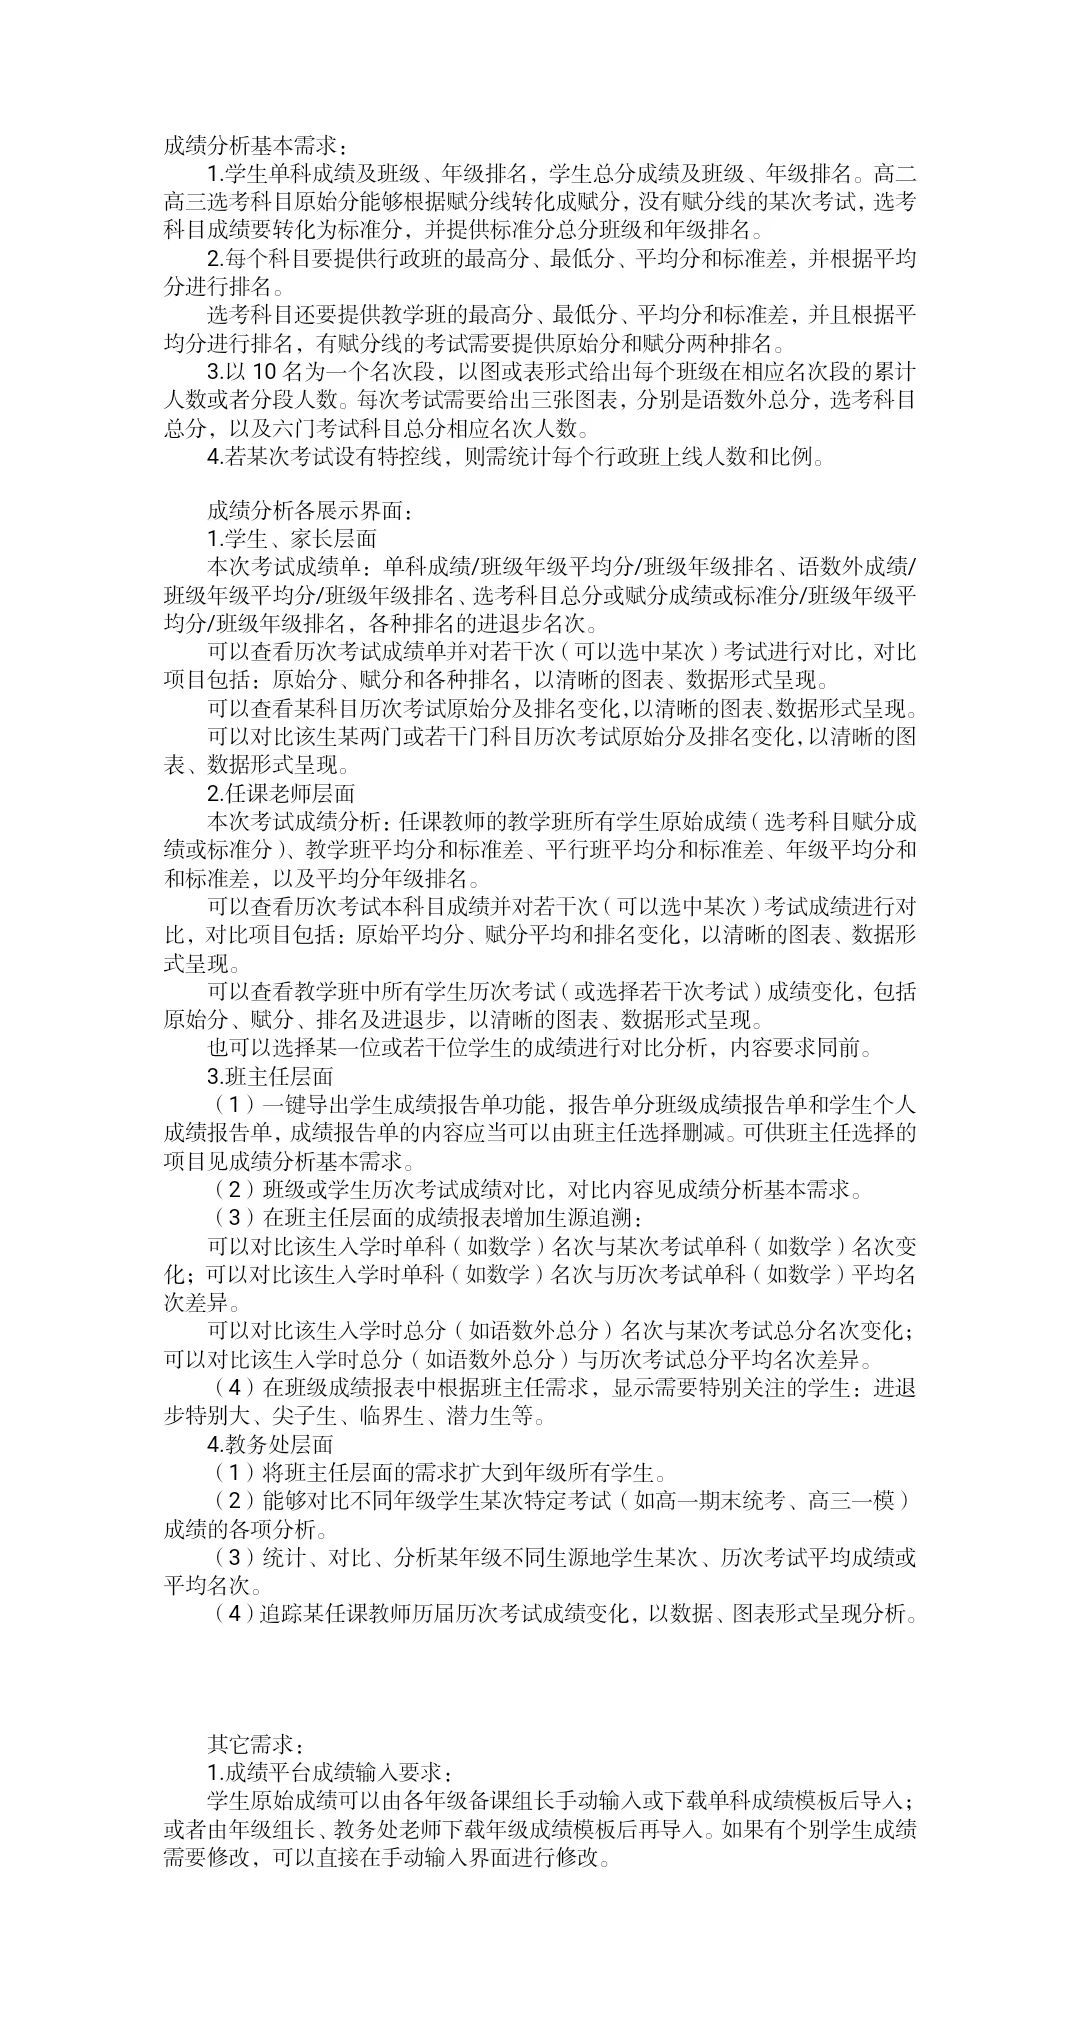 成绩分析基本需求：
1.学生单科成绩及班级、年级排名，学生总分成绩及班级、年级排名。高二
高三选考科目原始分能够根据赋分线转化成赋分，没有赋分线的某次考试，选考
科目成绩要转化为标准分，并提供标准分总分班级和年级排名。
2.每个科目要提供行政班的最高分、最低分、平均分和标准差，并根据平均
分进行排名。
选考科目还要提供教学班的最高分、最低分、平均分和标准差，并且根据平
均分进行排名，有赋分线的考试需要提供原始分和赋分两种排名。
3.以 10 名为一个名次段，以图或表形式给出每个班级在相应名次段的累计
人数或者分段人数。每次考试需要给出三张图表，分别是语数外总分，选考科目
总分，以及六门考试科目总分相应名次人数。
4.若某次考试设有特控线，则需统计每个行政班上线人数和比例。
成绩分析各展示界面：
1.学生、家长层面
本次考试成绩单：单科成绩/班级年级平均分/班级年级排名、语数外成绩/
班级年级平均分/班级年级排名、选考科目总分或赋分成绩或标准分/班级年级平
均分/班级年级排名，各种排名的进退步名次。
可以查看历次考试成绩单并对若干次（可以选中某次）考试进行对比，对比
项目包括：原始分、赋分和各种排名，以清晰的图表、数据形式呈现。
可以查看某科目历次考试原始分及排名变化，以清晰的图表、数据形式呈现。
可以对比该生某两门或若干门科目历次考试原始分及排名变化，以清晰的图
表、数据形式呈现。
2.任课老师层面
本次考试成绩分析：任课教师的教学班所有学生原始成绩（选考科目赋分成
绩或标准分）、教学班平均分和标准差、平行班平均分和标准差、年级平均分和
和标准差，以及平均分年级排名。
可以查看历次考试本科目成绩并对若干次（可以选中某次）考试成绩进行对
比，对比项目包括：原始平均分、赋分平均和排名变化，以清晰的图表、数据形
式呈现。
可以查看教学班中所有学生历次考试（或选择若干次考试）成绩变化，包括
原始分、赋分、排名及进退步，以清晰的图表、数据形式呈现。
也可以选择某一位或若干位学生的成绩进行对比分析，内容要求同前。
3.班主任层面
（1）一键导出学生成绩报告单功能，报告单分班级成绩报告单和学生个人
成绩报告单，成绩报告单的内容应当可以由班主任选择删减。可供班主任选择的
项目见成绩分析基本需求。
（2）班级或学生历次考试成绩对比，对比内容见成绩分析基本需求。
（3）在班主任层面的成绩报表增加生源追溯：
可以对比该生入学时单科（如数学）名次与某次考试单科（如数学）名次变
化；可以对比该生入学时单科（如数学）名次与历次考试单科（如数学）平均名
次差异。
可以对比该生入学时总分（如语数外总分）名次与某次考试总分名次变化；
可以对比该生入学时总分（如语数外总分）与历次考试总分平均名次差异。
（4）在班级成绩报表中根据班主任需求，显示需要特别关注的学生：进退
步特别大、尖子生、临界生、潜力生等。
4.教务处层面
（1）将班主任层面的需求扩大到年级所有学生。
（2）能够对比不同年级学生某次特定考试（如高一期末统考、高三一模）
成绩的各项分析。
（3）统计、对比、分析某年级不同生源地学生某次、历次考试平均成绩或
平均名次。
（4）追踪某任课教师历届历次考试成绩变化，以数据、图表形式呈现分析。
其它需求：
1.成绩平台成绩输入要求：
学生原始成绩可以由各年级备课组长手动输入或下载单科成绩模板后导入；
或者由年级组长、教务处老师下载年级成绩模板后再导入。如果有个别学生成绩
需要修改，可以直接在手动输入界面进行修改。